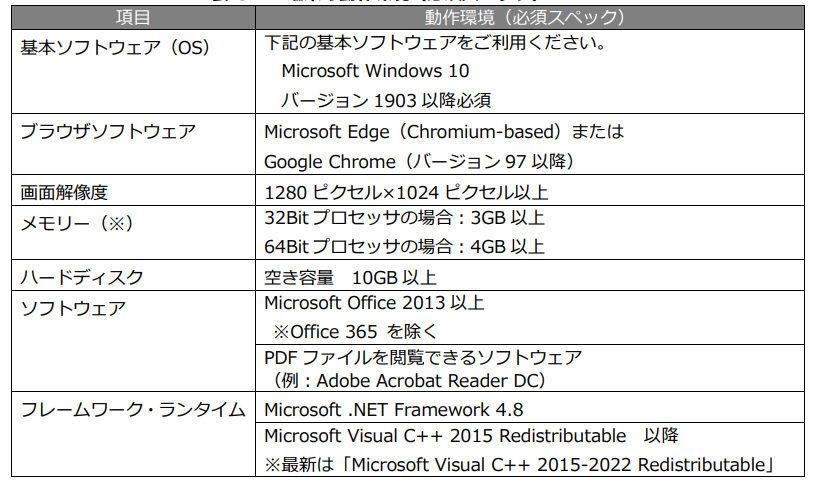 項目
動作環境（必須スペック）
基本ソフトウェア（OS）
下記の基本ソフトウェアをご利用ください。
Microsoft Windows 10
バージョン 1903 以降必須
ブラウザソフトウェア
Microsoft Edge（Chromium-based）または
Google Chrome（バージョン 97 以降）
画面解像度
1280 ピクセル×1024 ピクセル以上
メモリー（※）
32Bit プロセッサの場合：3GB 以上
64Bit プロセッサの場合：4GB 以上
ハードディスク
空き容量　10GB 以上
ソフトウェア
Microsoft Office 2013 以上
※Office 365 を除く
PDF ファイルを閲覧できるソフトウェア
（例：Adobe Acrobat Reader DC）
フレームワーク・ランタイム
Microsoft .NET Framework 4.8
Microsoft Visual C++ 2015 Redistributable　以降
※最新は「Microsoft Visual C++ 2015-2022 Redistributable」